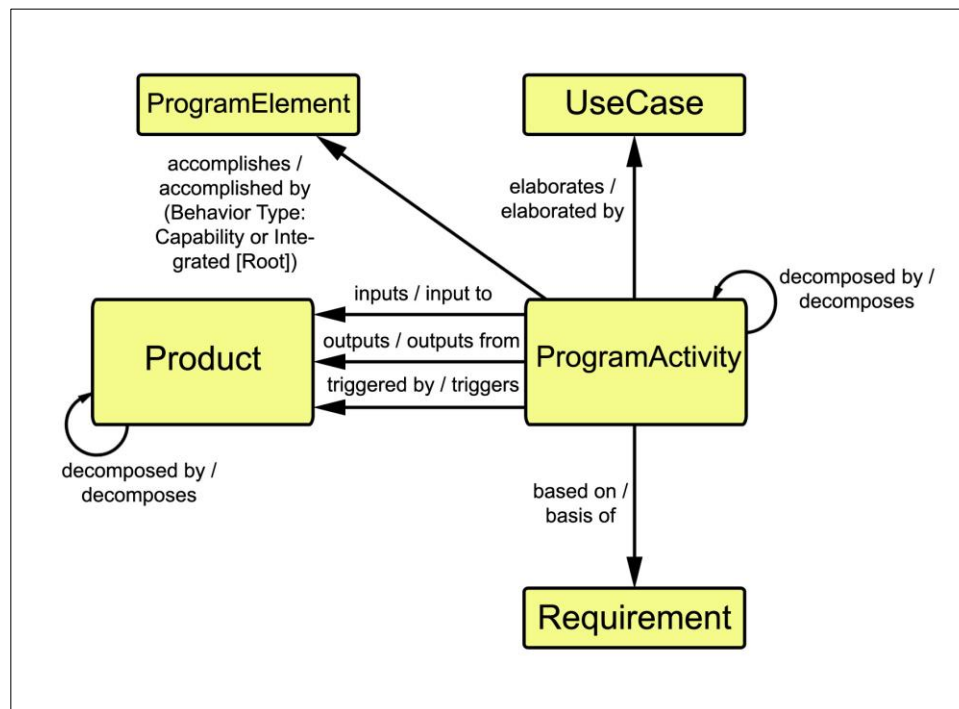 ProgramElement
UseCase
accomplishes /
accomplished by
(Behavior Type:
Capability or Inte-
grated [Root])
elaborates /
elaborated by
decomposed by /
decomposes
inputs / input to
outputs / outputs from
triggered by / triggers
Product
ProgramActivity
decomposed by /
decomposes
based on /
basis of
Requirement